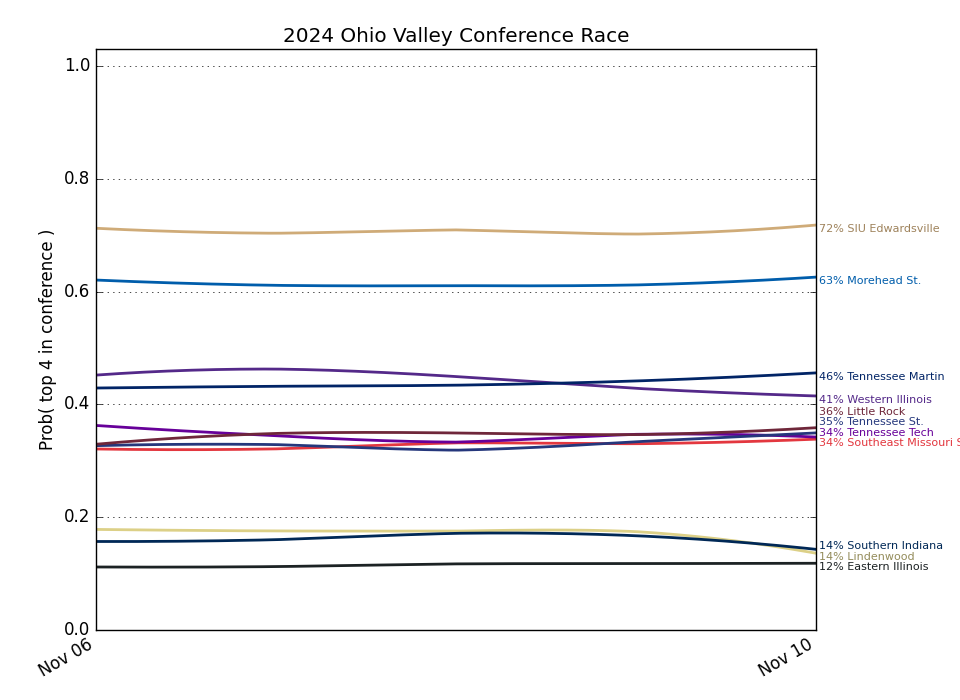 2024 Ohio Valley Conference Race
Prob( top 4 in conference )
1.0
0.8
0.6
0.4
0.2
0.0
Nov 06
Nov 10
72% SIU Edwardsville
63% Morehead St.
46% Tennessee Martin
41% Western Illinois
36% Little Rock
35% Tennessee St.
34% Tennessee Tech
34% Southeast Missouri S
14% Southern Indiana
14% Lindenwood
12% Eastern Illinois